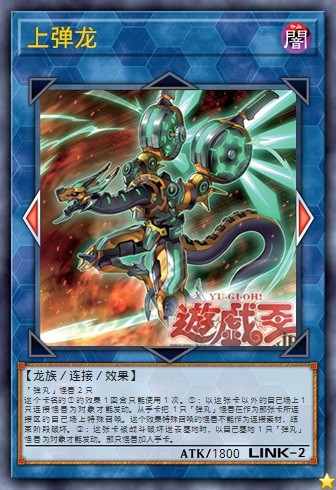 上弹龙
闇
YU-GI-OH!
遊戯王
【龙族／连接／效果】
「弹丸」怪兽2只
这个卡名的①的效果1回合只能使用1次。①：以这张卡以外的自己场上1
只连接怪兽为对象才能发动。从手卡把1只「弹丸」怪兽在作为那张卡所连
接区的自己场上特殊召唤。这个效果特殊召唤的怪兽不能作为连接素材，结
束阶段破坏。②：这张卡被战斗破坏送去墓地时，以自己墓地1只「弹丸」
怪兽为对象才能发动。那只怪兽加入手卡。
ATK/1800 LINK-2